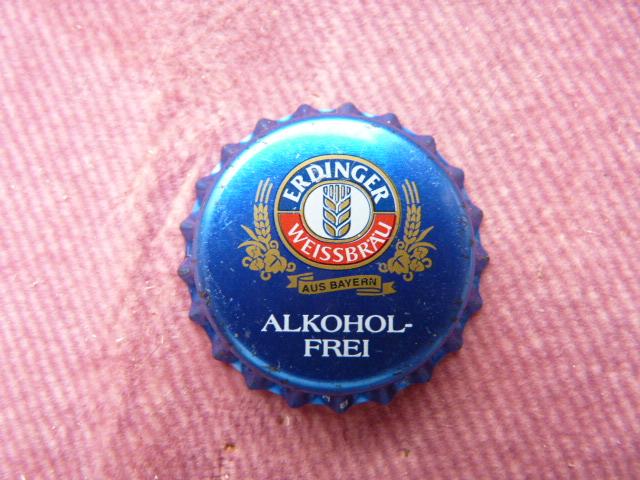 ERDINGER
WEISSBRÄU
AUS BAYERN
ALKOHOL-
FREI